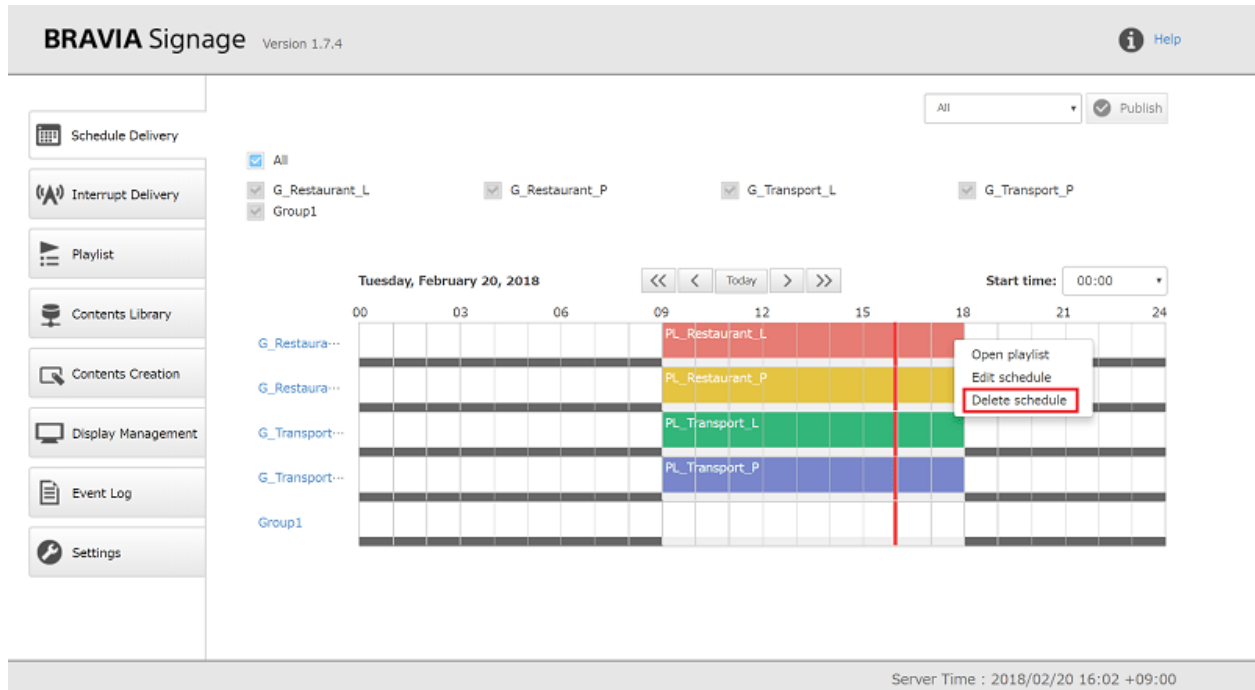 BRAVIA Signage Version 1.7.4
Help
All
Publish
Schedule Delivery
Interrupt Delivery
Playlist
Contents Library
Contents Creation
Display Management
Event Log
Settings
All
G_Restaurant_L G_Restaurant_P G_Transport_L G_Transport_P
Group1
Tuesday, February 20, 2018 << < Today > >> Start time: 00:00
00 03 06 09 12 15 18 21 24
G_Restaura··· PL_Restaurant_L
G_Restaura··· PL_Restaurant_P
G_Transport··· PL_Transport_L
G_Transport··· PL_Transport_P
Group1
Open playlist
Edit schedule
Delete schedule
Server Time : 2018/02/20 16:02 +09:00